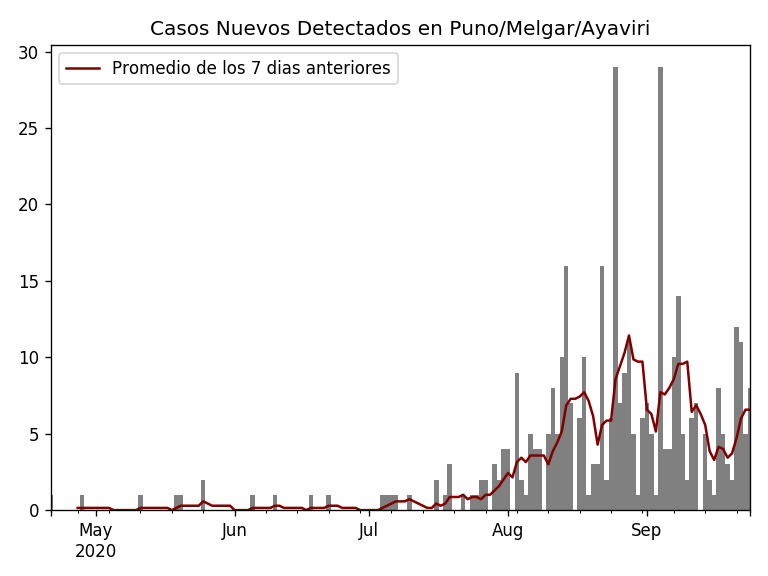 Casos Nuevos Detectados en Puno/Melgar/Ayaviri
Promedio de los 7 dias anteriores
30
25
20
15
10
5
0
May Jun Jul Aug Sep
2020